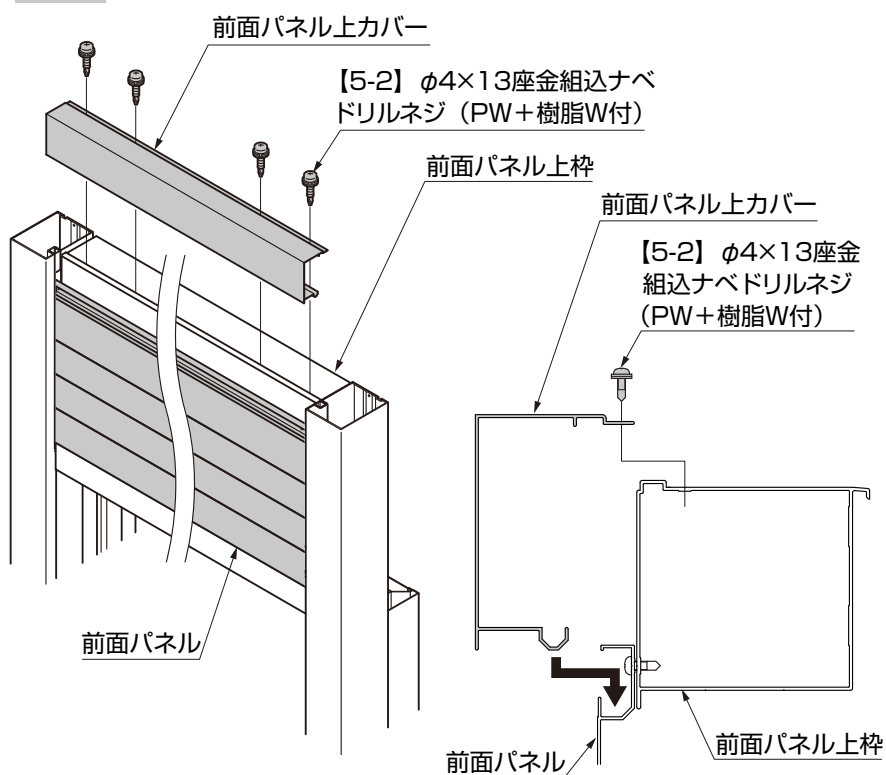 前面パネル上カバー
【5-2】φ4×13座金組込ナベ
ドリルネジ（PW＋樹脂W付）
前面パネル上枠
前面パネル上カバー
【5-2】φ4×13座金
組込ナベドリルネジ
（PW＋樹脂W付）
前面パネル
前面パネル
前面パネル上枠